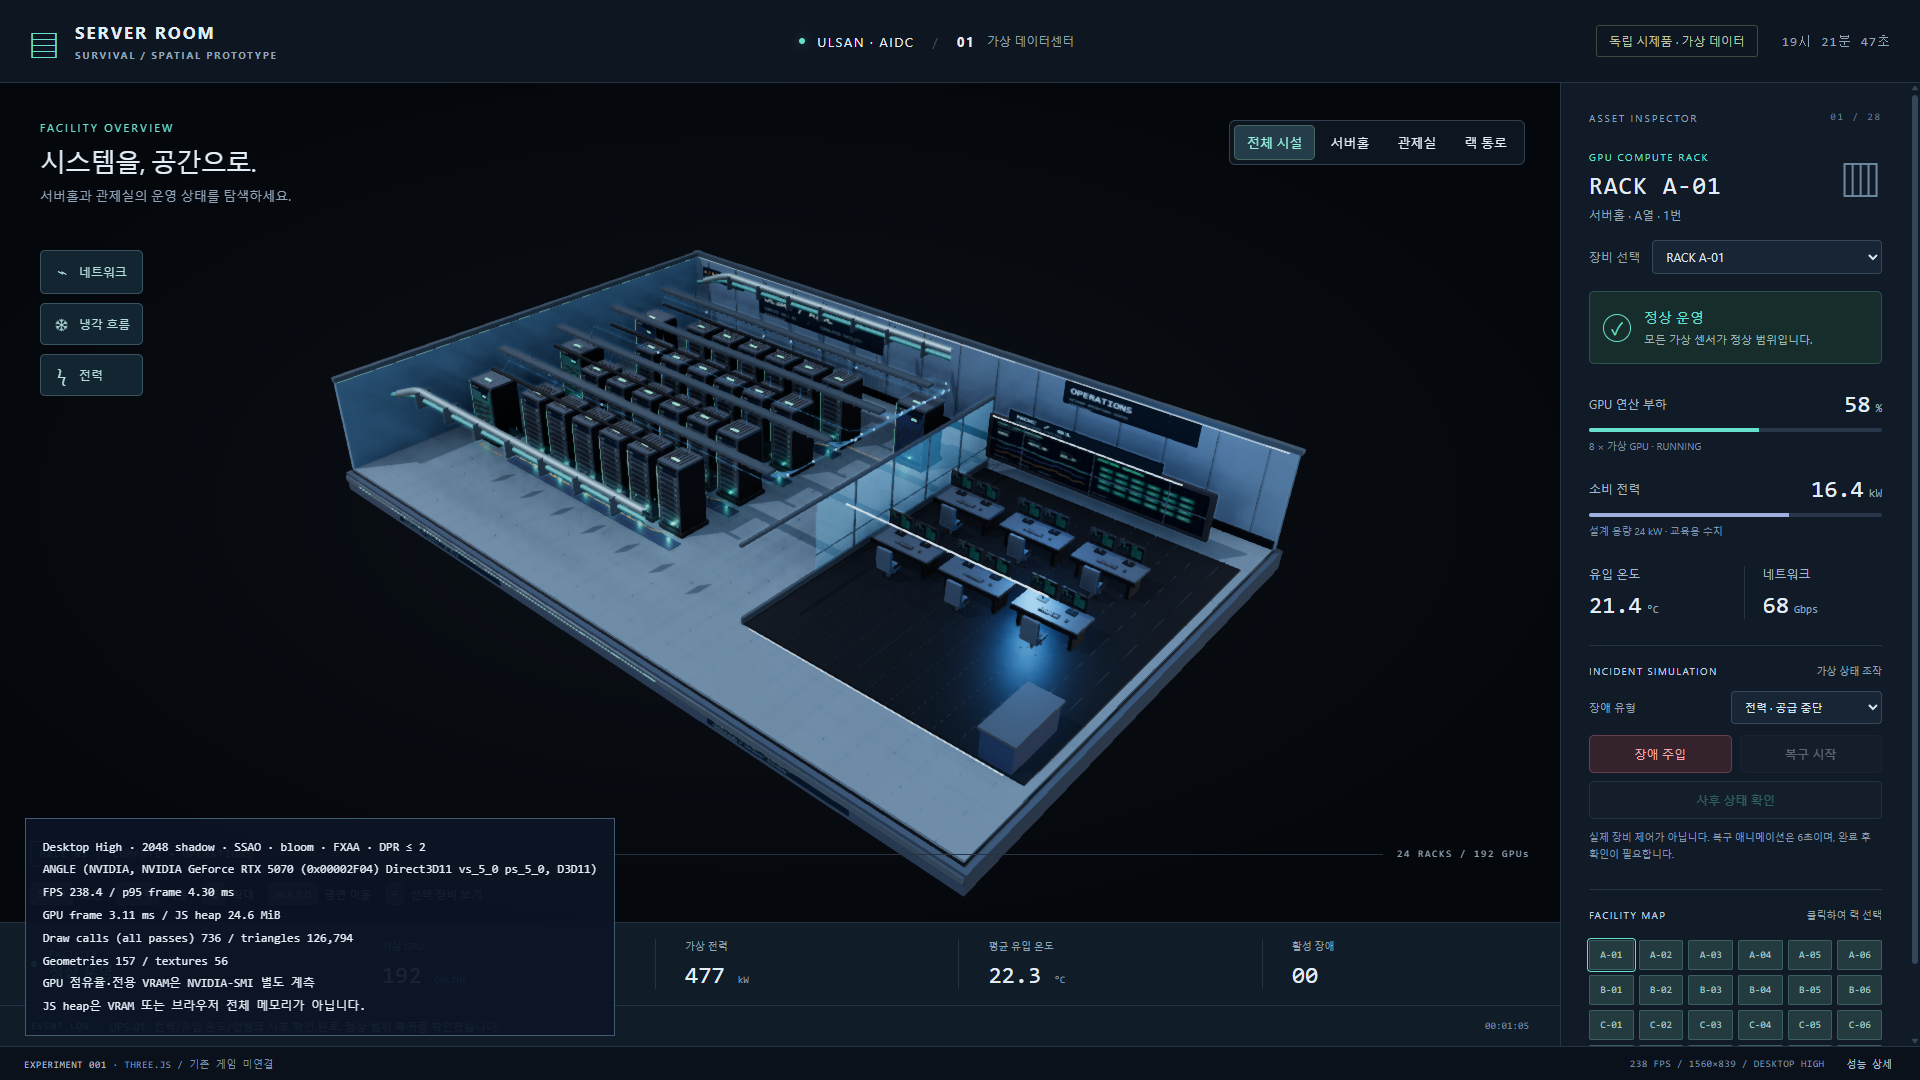 SERVER ROOM
SURVIVAL / SPATIAL PROTOTYPE
ULSAN · AIDC / 01 가상 데이터센터
독립 시제품 · 가상 데이터
19시 21분 47초
FACILITY OVERVIEW
시스템을, 공간으로.
서버홀과 관제실의 운영 상태를 탐색하세요.
전체 시설 서버홀 관제실 랙 통로
네트워크
냉각 흐름
전력
OPERATIONS
24 RACKS / 192 GPUs
Desktop High · 2048 shadow · SSAO · bloom · FXAA · DPR ≤ 2
ANGLE (NVIDIA, NVIDIA GeForce RTX 5070 (0x00002F04) Direct3D11 vs_5_0 ps_5_0, D3D11)
FPS 238.4 / p95 frame 4.30 ms
GPU frame 3.11 ms / JS heap 24.6 MiB
Draw calls (all passes) 736 / triangles 126,794
Geometries 157 / textures 56
GPU 점유율·전용 VRAM은 NVIDIA-SMI 별도 계측
JS heap은 VRAM 또는 브라우저 전체 메모리가 아닙니다.
가상 GPU
192 ONLINE
가상 전력
477 kW
평균 유입 온도
22.3 °C
활성 장애
00
EVENT LOG
00:01:05
ASSET INSPECTOR 01 / 28
GPU COMPUTE RACK
RACK A-01
서버홀 · A열 · 1번
장비 선택 RACK A-01
정상 운영
모든 가상 센서가 정상 범위입니다.
GPU 연산 부하 58 %
8 × 가상 GPU · RUNNING
소비 전력 16.4 kW
설계 용량 24 kW · 교육용 수치
유입 온도 네트워크
21.4 °C 68 Gbps
INCIDENT SIMULATION 가상 상태 조작
장애 유형 전력 · 공급 중단
장애 주입 복구 시작
사후 상태 확인
실제 장비 제어가 아닙니다. 복구 애니메이션은 6초이며, 완료 후
확인이 필요합니다.
FACILITY MAP 클릭하여 랙 선택
A-01 A-02 A-03 A-04 A-05 A-06
B-01 B-02 B-03 B-04 B-05 B-06
C-01 C-02 C-03 C-04 C-05 C-06
EXPERIMENT 001 · THREE.JS / 기존 게임 미연결
238 FPS / 1560×839 / DESKTOP HIGH 성능 상세